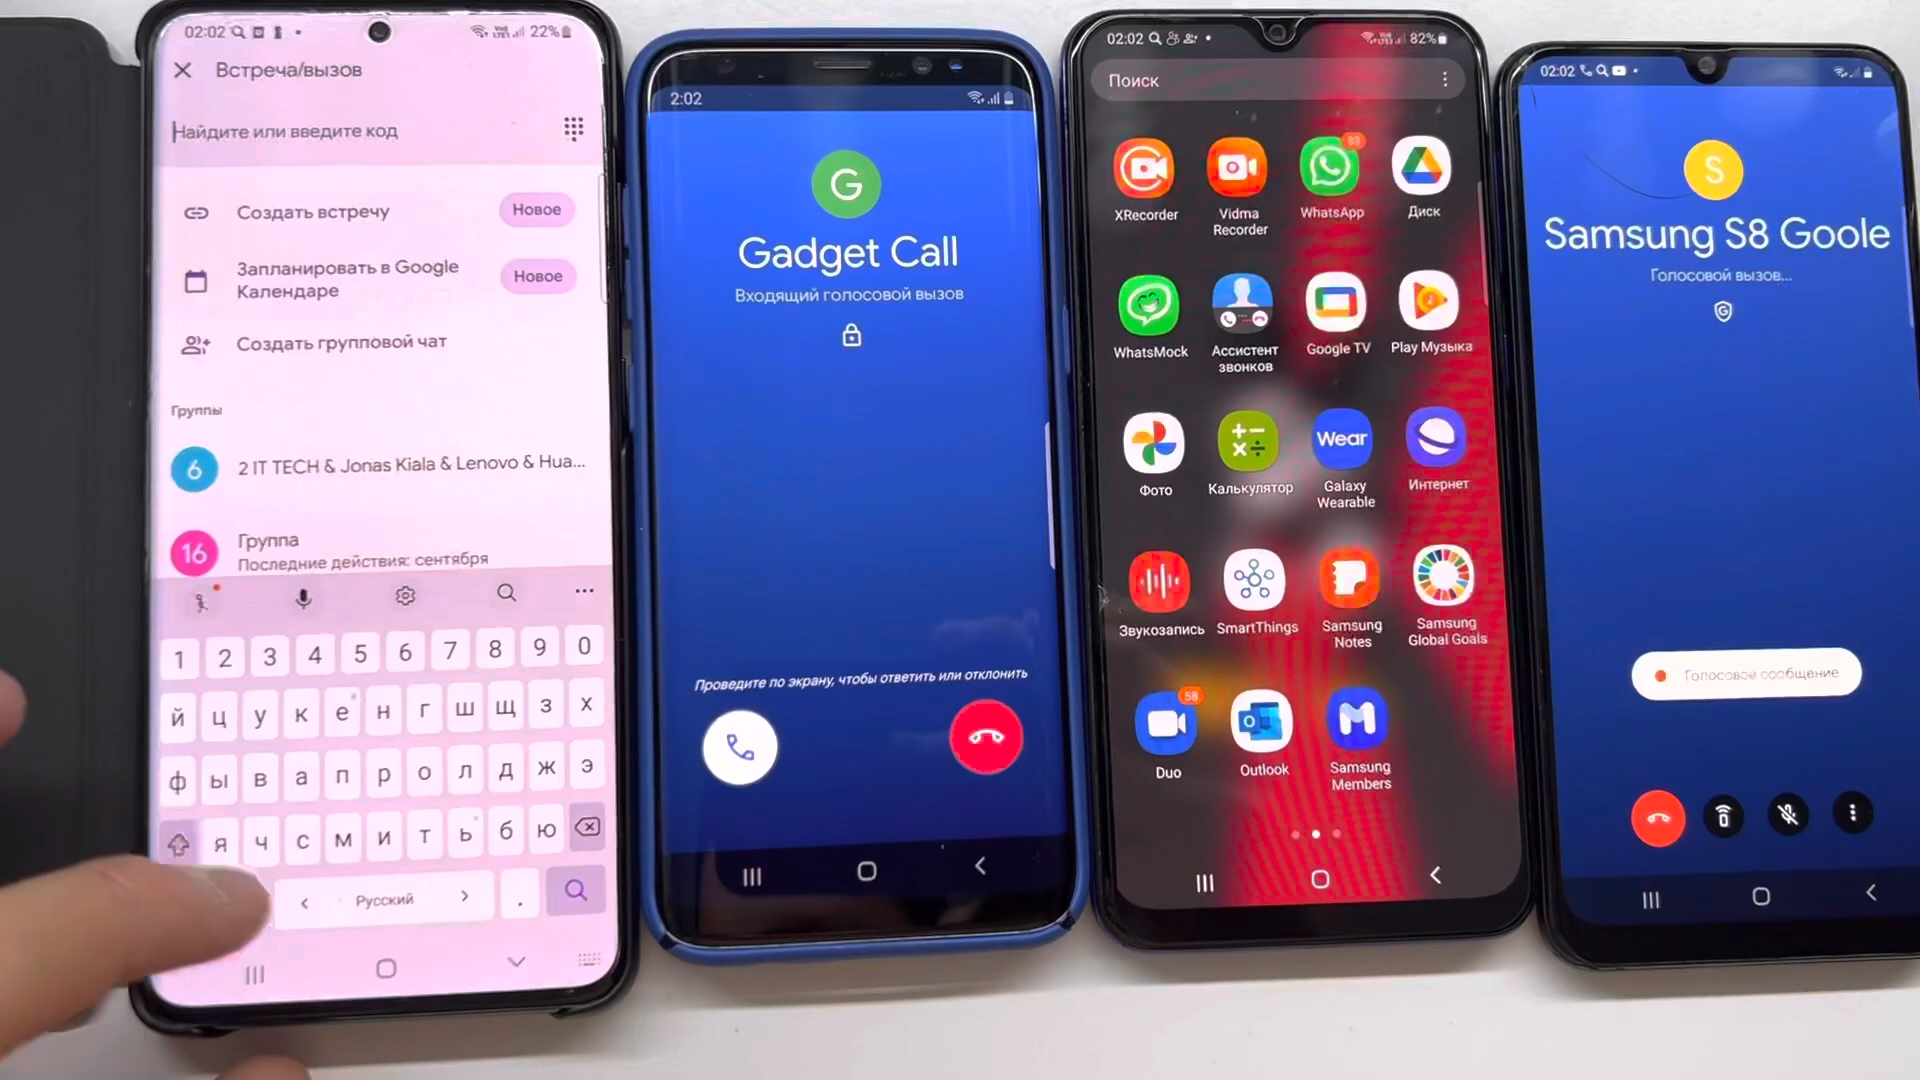 02:02
22%
Встреча/вызов
Найдите или введите код
Создать встречу
Новое
Запланировать в Google
Календаре
Новое
Создать групповой чат
Группы
6
2 IT TECH & Jonas Kiala & Lenovo & Hua...
16
Группа
Последние действия: сентября
1 2 3 4 5 6 7 8 9 0
й ц у к е н г ш щ з х
ф ы в а п р о л д ж э
я ч с м и т ь б ю
< Русский > .
2:02
G
Gadget Call
Входящий голосовой вызов
Проведите по экрану, чтобы ответить или отклонить
02:02
82%
Поиск
XRecorder
Vidma
Recorder
WhatsApp
Диск
WhatsMock
Ассистент
звонков
Google TV
Play Музыка
Wear
Фото
Калькулятор
Galaxy
Wearable
Интернет
Звукозапись
SmartThings
Samsung
Notes
Samsung
Global Goals
58
Duo
Outlook
Samsung
Members
02:02
S
Samsung S8 Goole
Голосовой вызов...
Голосовое сообщение